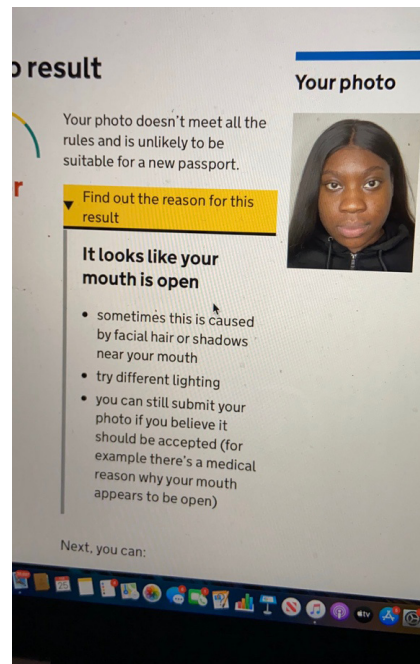 o result
Your photo
Your photo doesn't meet all the
rules and is unlikely to be
suitable for a new passport.
r
Find out the reason for this
result
It looks like your
mouth is open
• sometimes this is caused
by facial hair or shadows
near your mouth
• try different lighting
• you can still submit your
photo if you believe it
should be accepted (for
example there's a medical
reason why your mouth
appears to be open)
Next, you can:
tv